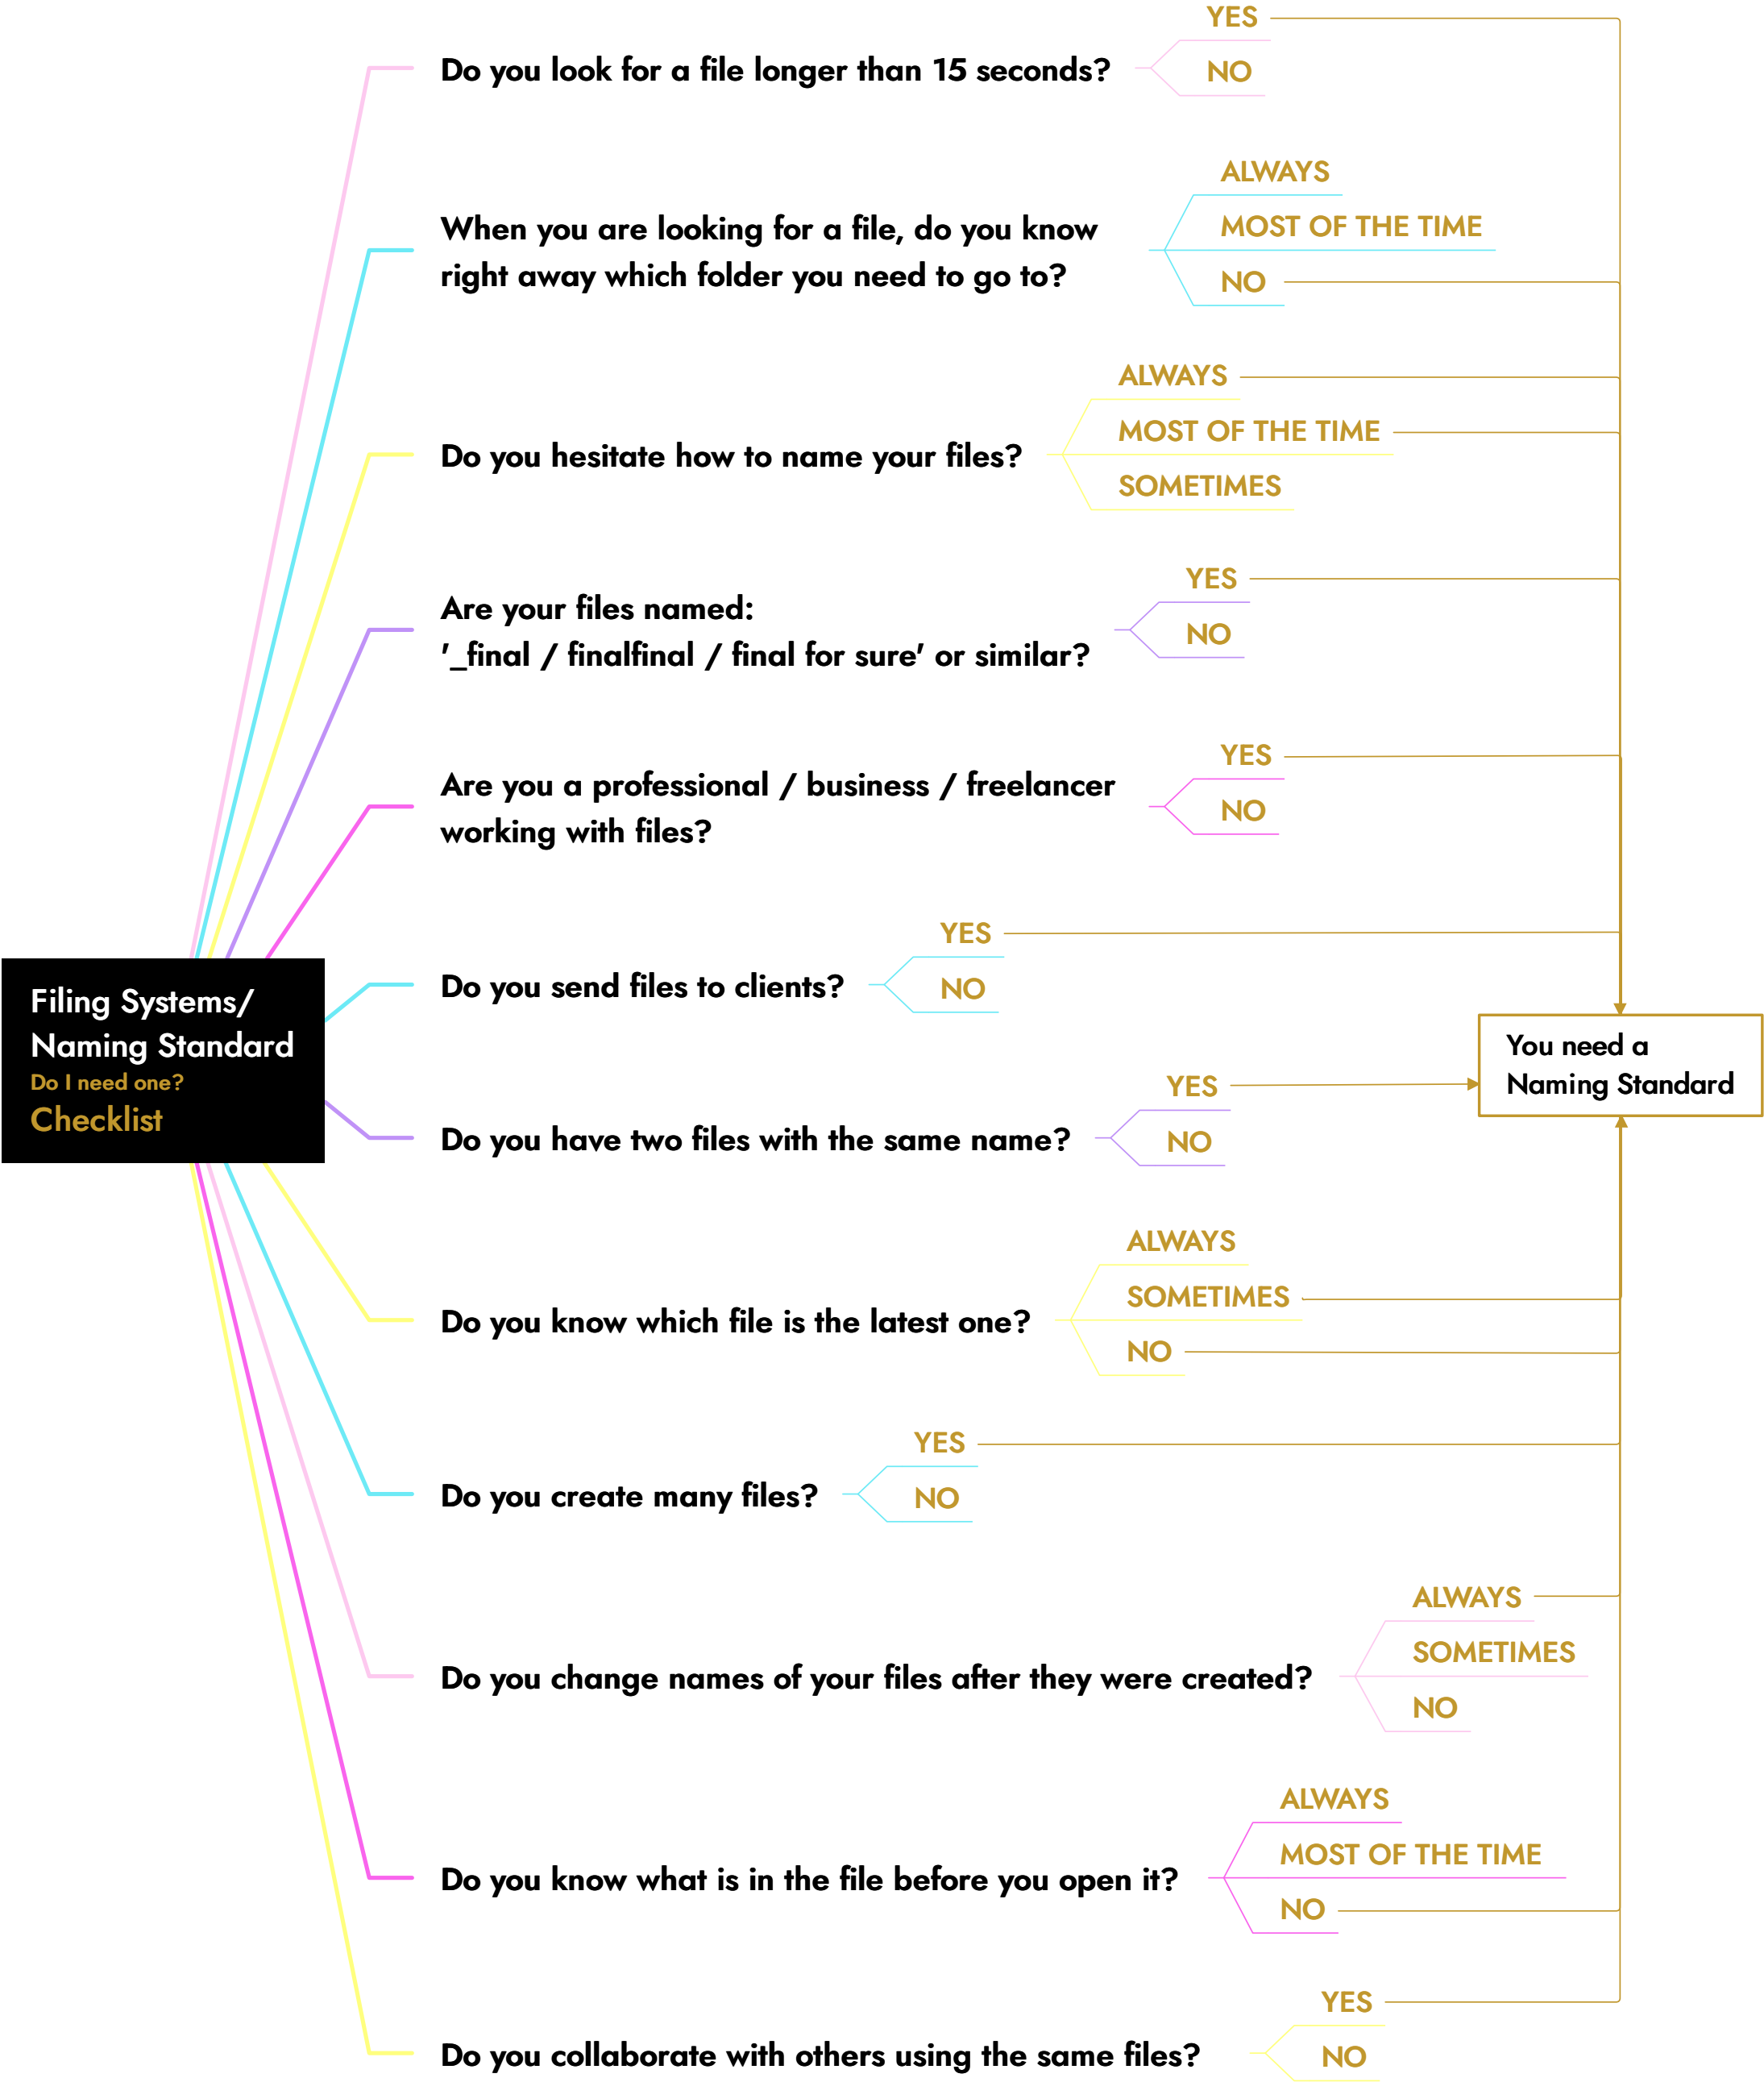 Filing Systems/
Naming Standard
Do I need one?
Checklist
Do you look for a file longer than 15 seconds?
YES
NO
When you are looking for a file, do you know
right away which folder you need to go to?
ALWAYS
MOST OF THE TIME
NO
Do you hesitate how to name your files?
ALWAYS
MOST OF THE TIME
SOMETIMES
Are your files named:
'_final / finalfinal / final for sure' or similar?
YES
NO
Are you a professional / business / freelancer
working with files?
YES
NO
Do you send files to clients?
YES
NO
Do you have two files with the same name?
YES
NO
Do you know which file is the latest one?
ALWAYS
SOMETIMES
NO
Do you create many files?
YES
NO
Do you change names of your files after they were created?
ALWAYS
SOMETIMES
NO
Do you know what is in the file before you open it?
ALWAYS
MOST OF THE TIME
NO
Do you collaborate with others using the same files?
YES
NO
You need a
Naming Standard